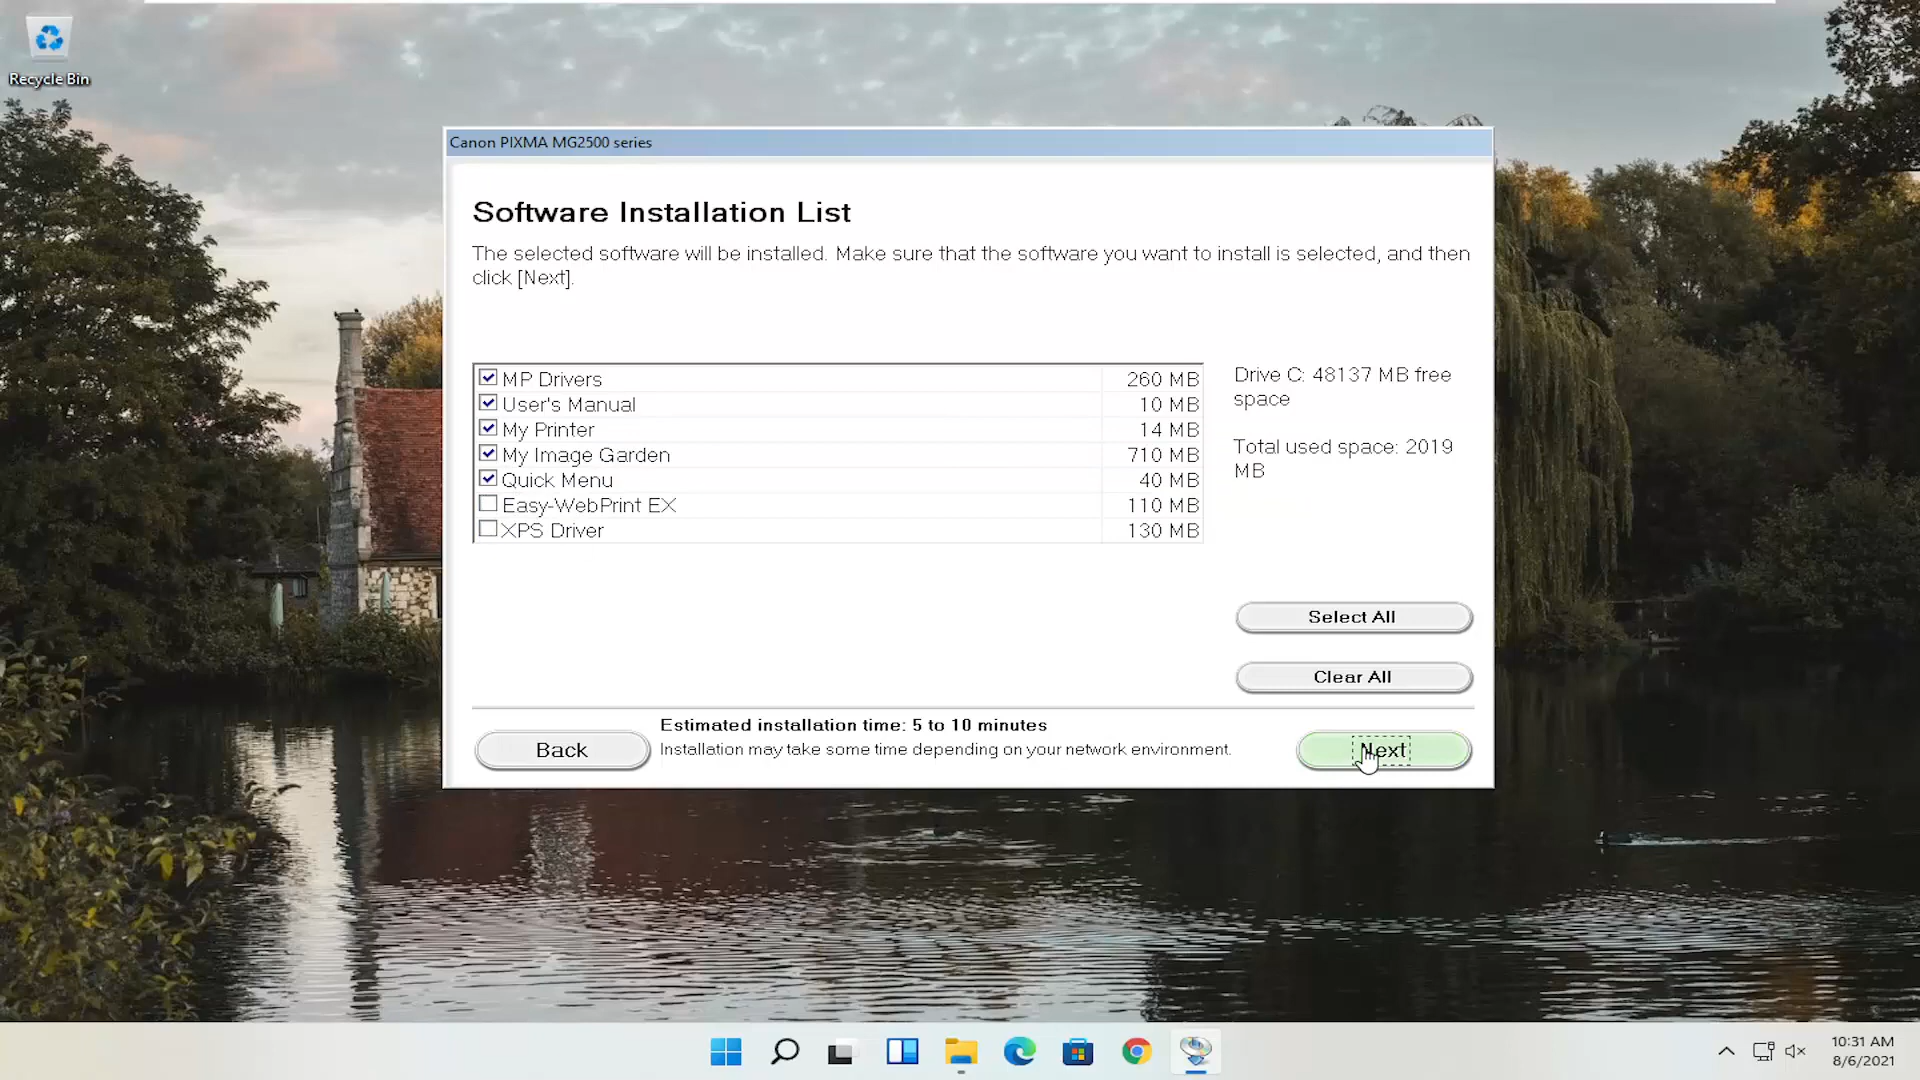 Recycle Bin
Canon PIXMA MG2500 series
Software Installation List
The selected software will be installed. Make sure that the software you want to install is selected, and then
click [Next].
MP Drivers 260 MB
User's Manual 10 MB
My Printer 14 MB
My Image Garden 710 MB
Quick Menu 40 MB
Easy-WebPrint EX 110 MB
XPS Driver 130 MB
Drive C: 48137 MB free
space
Total used space: 2019
MB
Select All
Clear All
Estimated installation time: 5 to 10 minutes
Installation may take some time depending on your network environment.
Back
Next
10:31 AM
8/6/2021